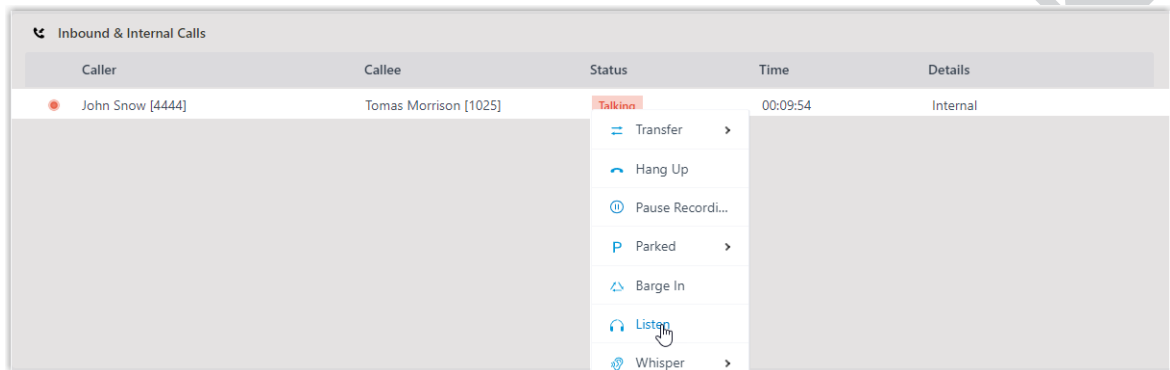 Inbound & Internal Calls
Caller Callee Status Time Details
John Snow [4444] Tomas Morrison [1025] Talking 00:09:54 Internal
Transfer
Hang Up
Pause Recordi...
P Parked
Barge In
Listen
Whisper